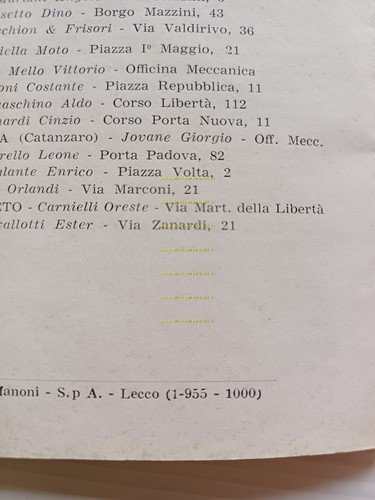 setto Dino - Borgo Mazzini, 43
cchion & Frisori - Via Valdirivo, 36
della Moto - Piazza I° Maggio, 21
Mello Vittorio - Officina Meccanica
oni Costante - Piazza Repubblica, 11
aschino Aldo - Corso Libertà, 112
nardi Cinzio - Corso Porta Nuova, 11
A (Catanzaro) - Jovane Giorgio - Off. Mecc.
rello Leone - Porta Padova, 82
alante Enrico - Piazza Volta, 2
Orlandi - Via Marconi, 21
ETO - Carnielli Oreste - Via Mart. della Libertà
vallotti Ester - Via Zanardi, 21
Manoni - S.p A. - Lecco (1-955 - 1000)